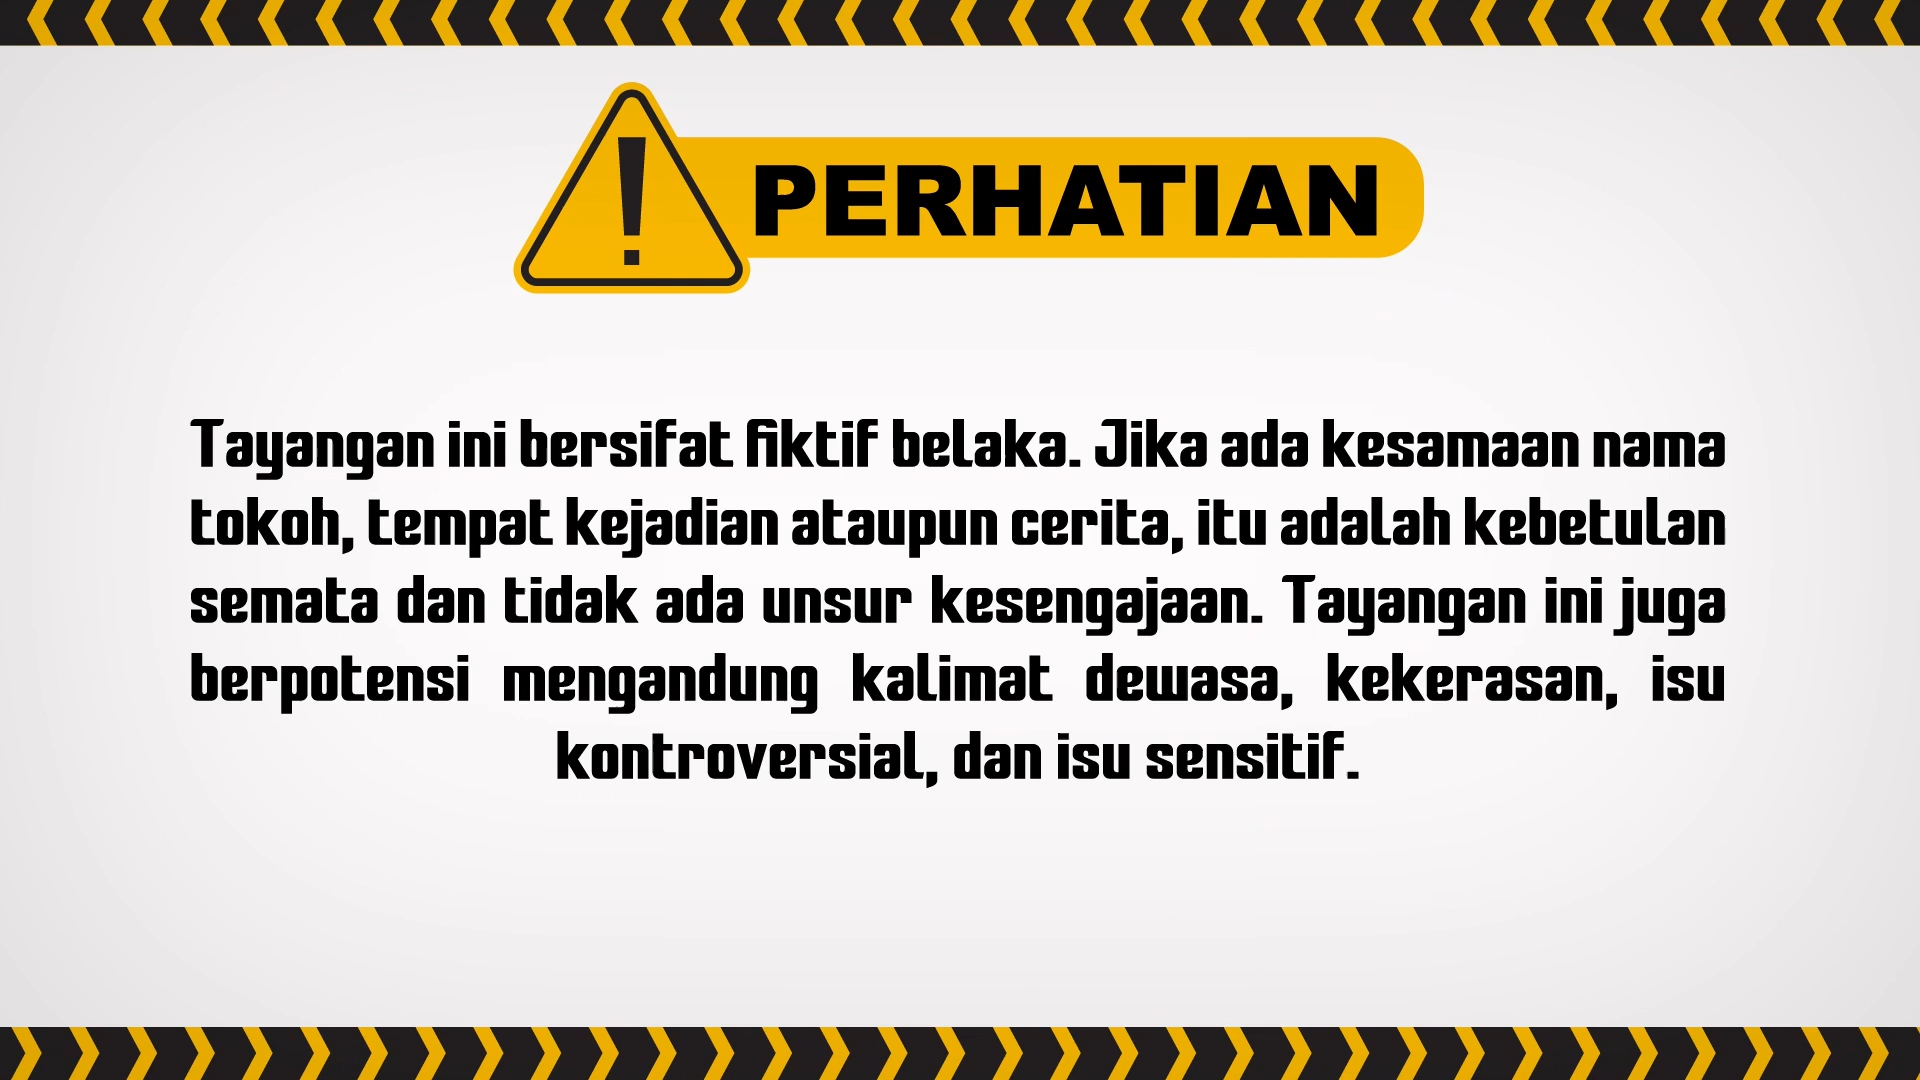 PERHATIAN
Tayangan ini bersifat fiktif belaka. Jika ada kesamaan nama
tokoh, tempat kejadian ataupun cerita, itu adalah kebetulan
semata dan tidak ada unsur kesengajaan. Tayangan ini juga
berpotensi mengandung kalimat dewasa, kekerasan, isu
kontroversial, dan isu sensitif.